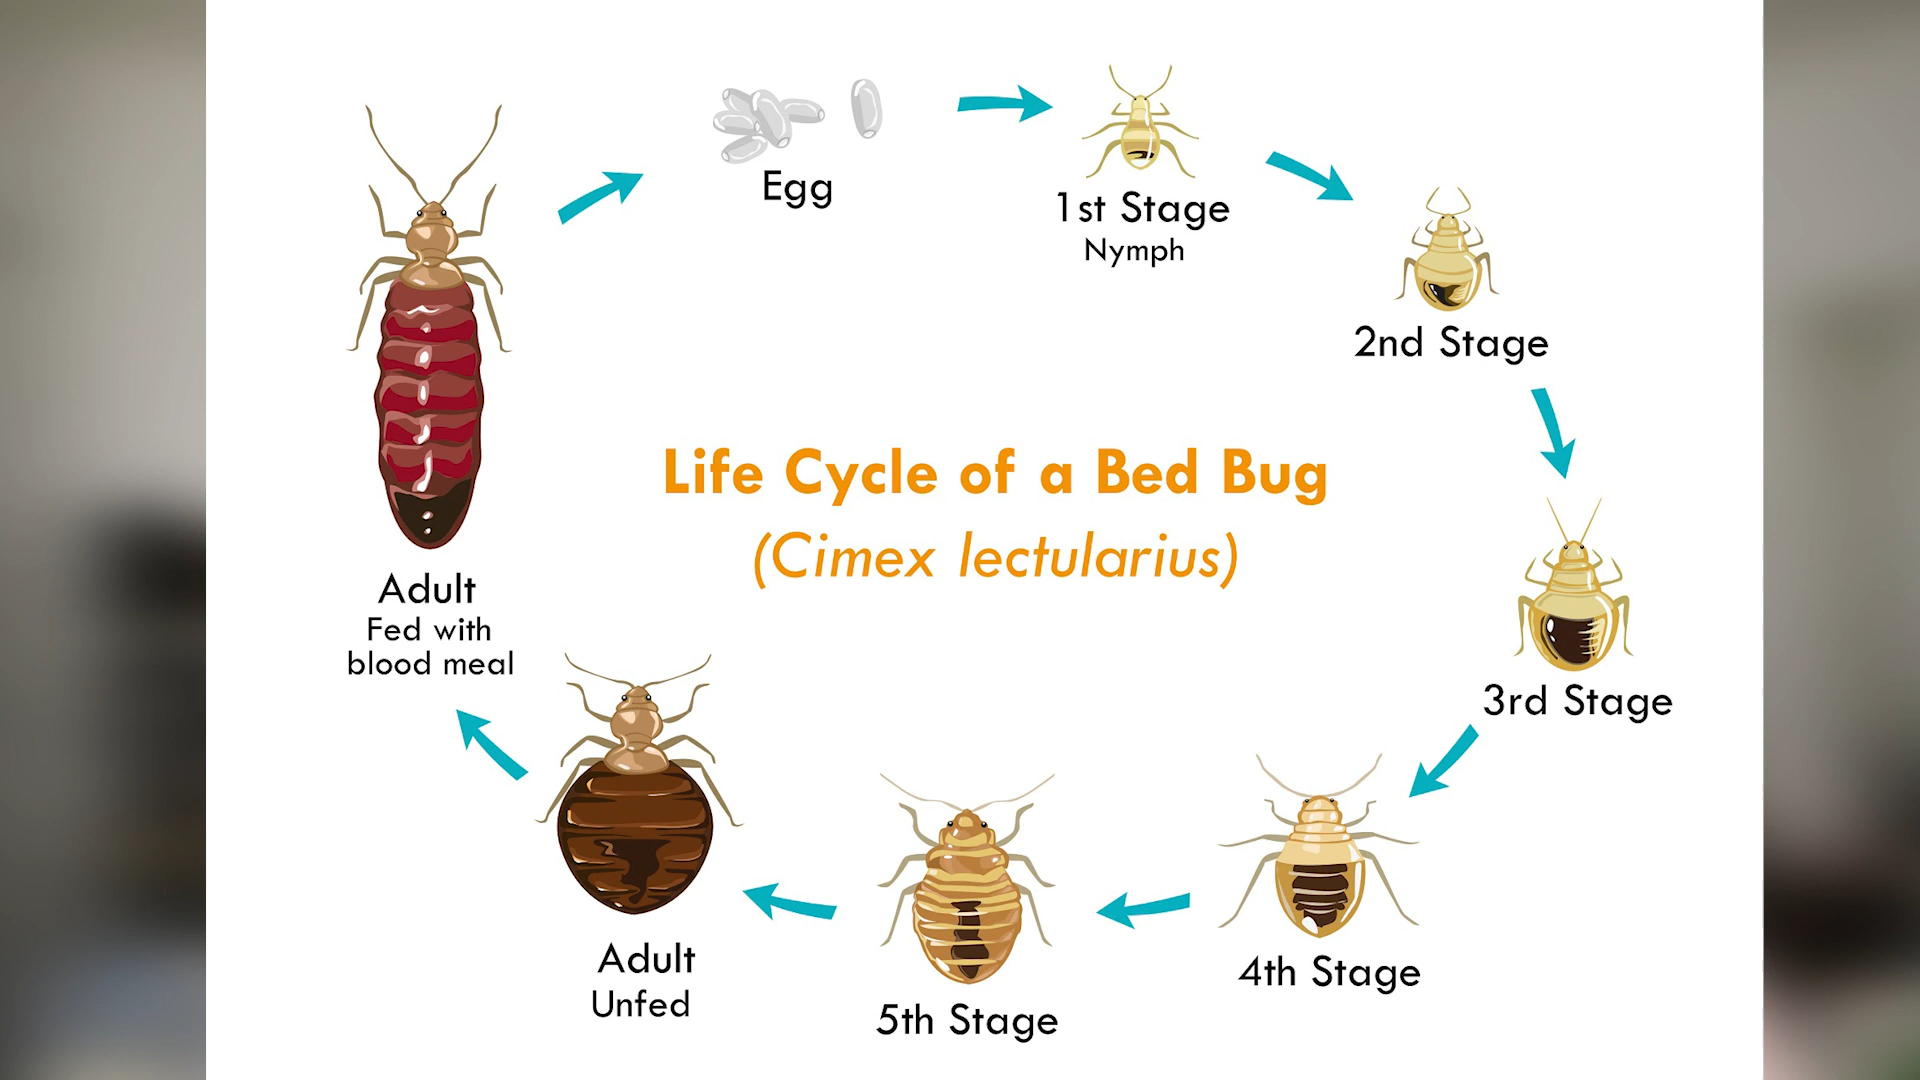 Life Cycle of a Bed Bug
(Cimex lectularius)
Egg
1st Stage
Nymph
2nd Stage
3rd Stage
4th Stage
5th Stage
Adult
Unfed
Adult
Fed with
blood meal